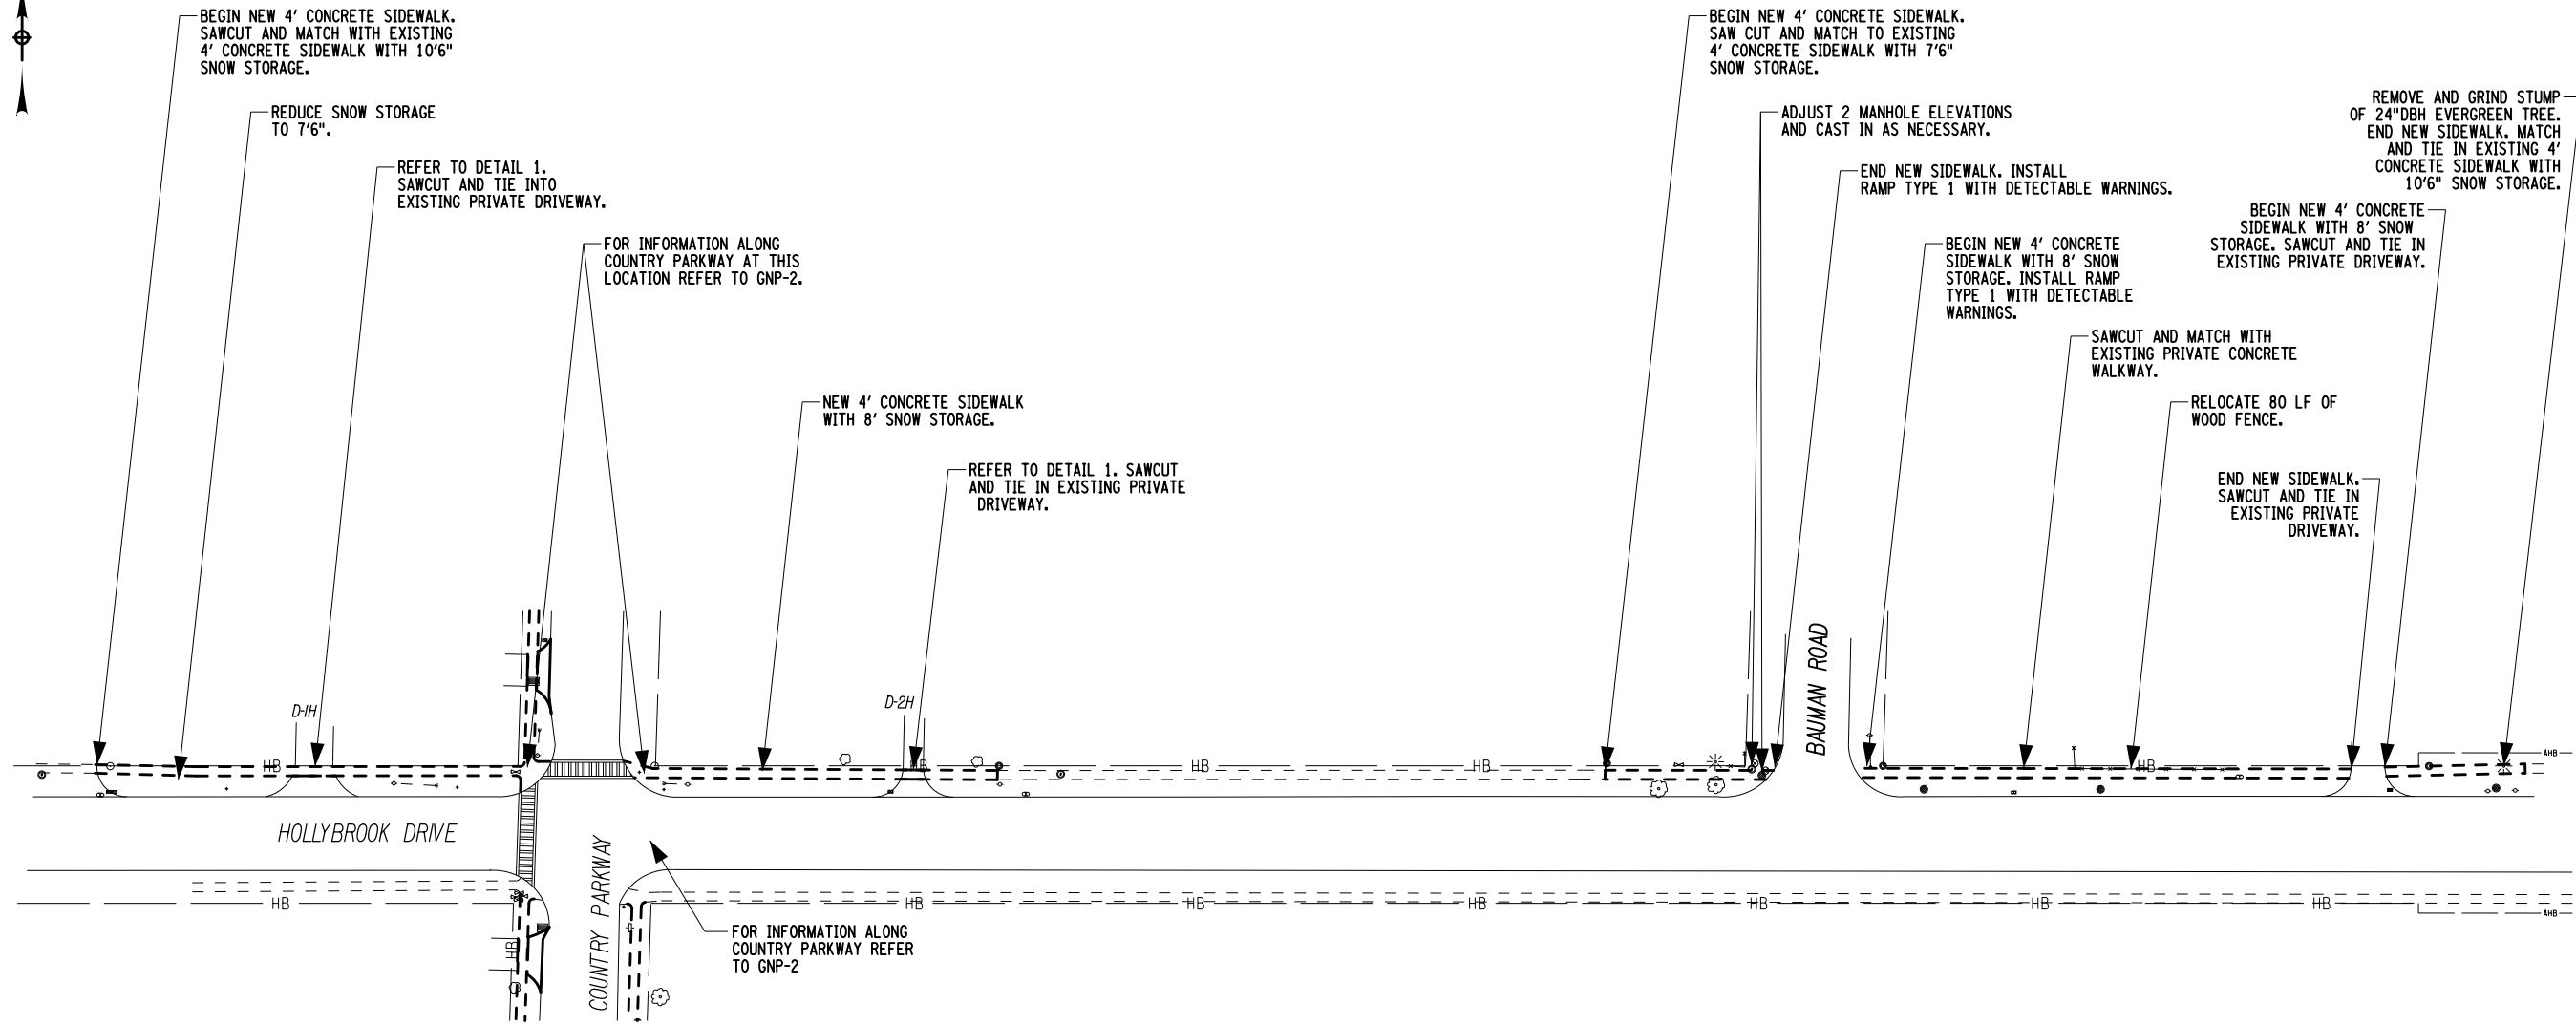 BEGIN NEW 4' CONCRETE SIDEWALK.
SAWCUT AND MATCH WITH EXISTING
4' CONCRETE SIDEWALK WITH 10'6"
SNOW STORAGE.
REDUCE SNOW STORAGE
TO 7'6".
REFER TO DETAIL 1.
SAWCUT AND TIE INTO
EXISTING PRIVATE DRIVEWAY.
FOR INFORMATION ALONG
COUNTRY PARKWAY AT THIS
LOCATION REFER TO GNP-2.
NEW 4' CONCRETE SIDEWALK
WITH 8' SNOW STORAGE.
REFER TO DETAIL 1. SAWCUT
AND TIE IN EXISTING PRIVATE
DRIVEWAY.
BEGIN NEW 4' CONCRETE SIDEWALK.
SAW CUT AND MATCH TO EXISTING
4' CONCRETE SIDEWALK WITH 7'6"
SNOW STORAGE.
ADJUST 2 MANHOLE ELEVATIONS
AND CAST IN AS NECESSARY.
END NEW SIDEWALK. INSTALL
RAMP TYPE 1 WITH DETECTABLE WARNINGS.
BEGIN NEW 4' CONCRETE
SIDEWALK WITH 8' SNOW
STORAGE. INSTALL RAMP
TYPE 1 WITH DETECTABLE
WARNINGS.
SAWCUT AND MATCH WITH
EXISTING PRIVATE CONCRETE
WALKWAY.
RELOCATE 80 LF OF
WOOD FENCE.
REMOVE AND GRIND STUMP
OF 24"DBH EVERGREEN TREE.
END NEW SIDEWALK. MATCH
AND TIE IN EXISTING 4'
CONCRETE SIDEWALK WITH
10'6" SNOW STORAGE.
BEGIN NEW 4' CONCRETE
SIDEWALK WITH 8' SNOW
STORAGE. SAWCUT AND TIE IN
EXISTING PRIVATE DRIVEWAY.
END NEW SIDEWALK.
SAWCUT AND TIE IN
EXISTING PRIVATE
DRIVEWAY.
BAUMAN ROAD
D-1H
D-2H
HB
HB
HB
HB
HB
AHB
HOLLYBROOK DRIVE
COUNTRY PARKWAY
HB
HB
HB
HB
HB
HB
HB
AHB
HB
FOR INFORMATION ALONG
COUNTRY PARKWAY REFER
TO GNP-2